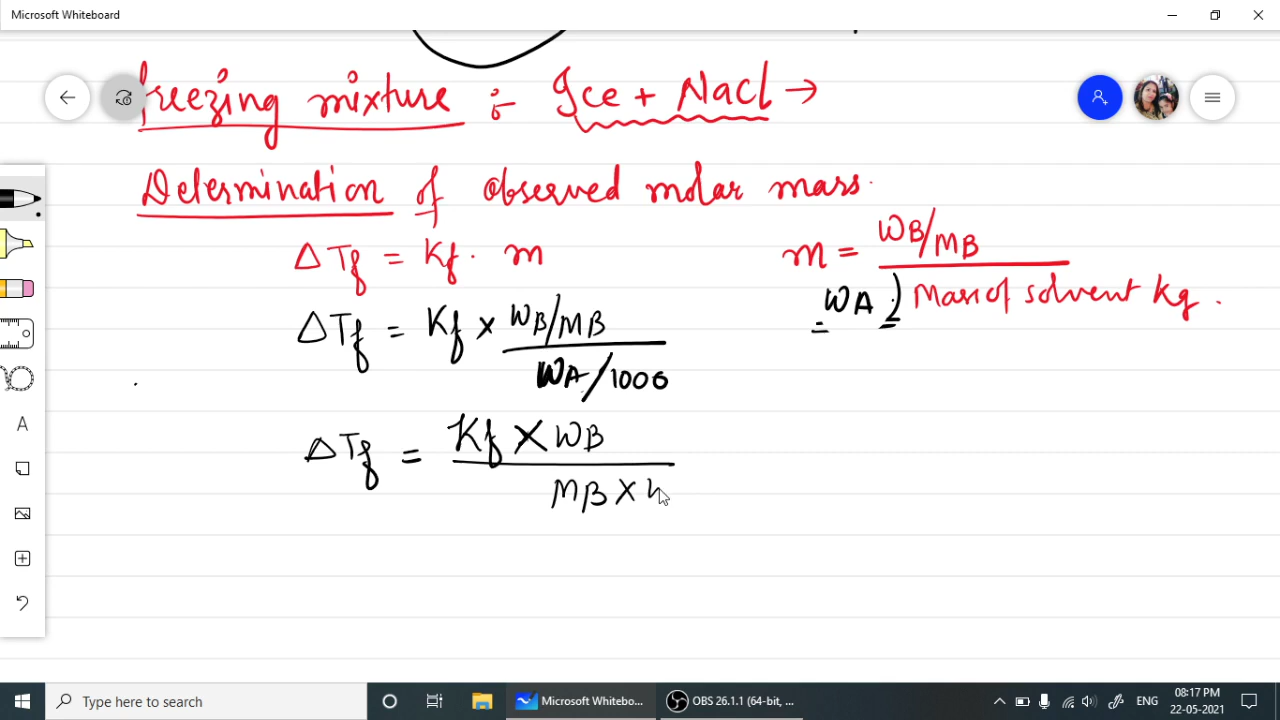 Microsoft Whiteboard
freezing mixture :- Ice + NaCl →
Determination of observed molar mass.
ΔTf = Kf. m
m = WB/MB
WA) Mass of solvent Kg.
=
ΔTf = Kf × WB/MB
WA/1000
ΔTf = Kf × WB
MB ×
A
Type here to search
Microsoft Whitebo...
OBS 26.1.1 (64-bit, ...
ENG
08:17 PM
22-05-2021